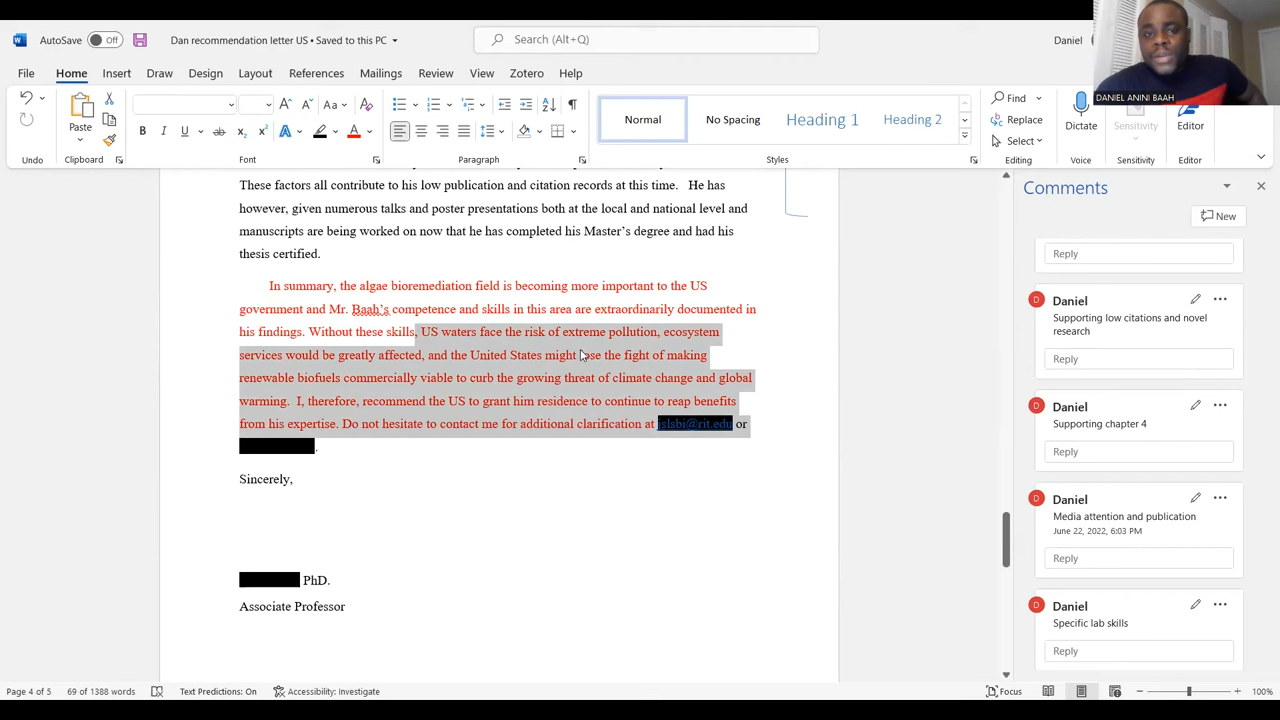 AutoSave Off Dan recommendation letter US • Saved to this PC Search (Alt+Q) Daniel
DANIEL ANINI BAAH
File Home Insert Draw Design Layout References Mailings Review View Zotero Help
Undo
Paste
Clipboard
B I U ab x₂ x² A A A
Aa
Font
Paragraph
Normal No Spacing Heading 1 Heading 2
Styles
Find
Replace
Select
Editing
Dictate
Voice
Sensitivity
Sensitivity
Editor
Editor
These factors all contribute to his low publication and citation records at this time. He has
however, given numerous talks and poster presentations both at the local and national level and
manuscripts are being worked on now that he has completed his Master's degree and had his
thesis certified.
In summary, the algae bioremediation field is becoming more important to the US
government and Mr. Baah's competence and skills in this area are extraordinarily documented in
his findings. Without these skills, US waters face the risk of extreme pollution, ecosystem
services would be greatly affected, and the United States might lose the fight of making
renewable biofuels commercially viable to curb the growing threat of climate change and global
warming. I, therefore, recommend the US to grant him residence to continue to reap benefits
from his expertise. Do not hesitate to contact me for additional clarification at jslsbi@rit.edu or
.
Sincerely,
PhD.
Associate Professor
Comments
New
Reply
Daniel
Supporting low citations and novel
research
Reply
Daniel
Supporting chapter 4
Reply
Daniel
Media attention and publication
June 22, 2022, 6:03 PM
Reply
Daniel
Specific lab skills
Reply
Page 4 of 5 69 of 1388 words Text Predictions: On Accessibility: Investigate Focus 100%